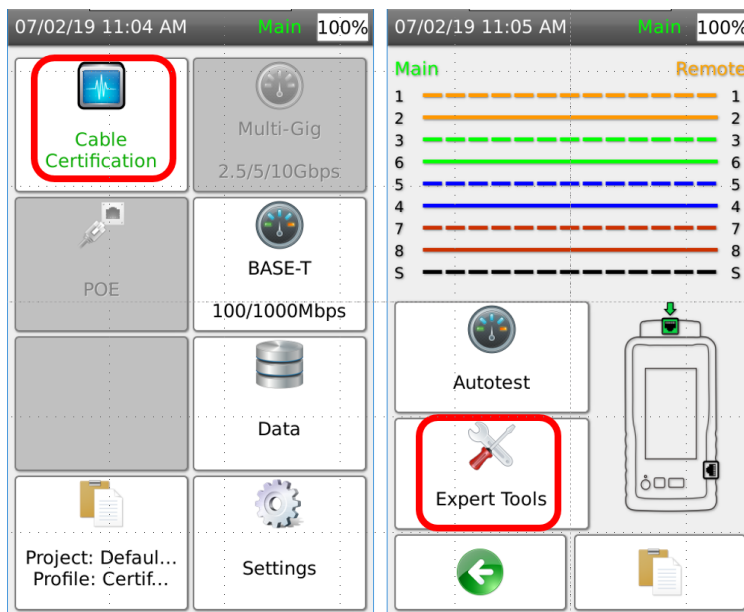 07/02/19 11:04 AM Main 100%
Cable
Certification
Multi-Gig
2.5/5/10Gbps
POE
BASE-T
100/1000Mbps
Data
Project: Defaul...
Profile: Certif...
Settings
07/02/19 11:05 AM Main 100%
Main Remote
1 1
2 2
3 3
6 6
5 5
4 4
7 7
8 8
S S
Autotest
Expert Tools